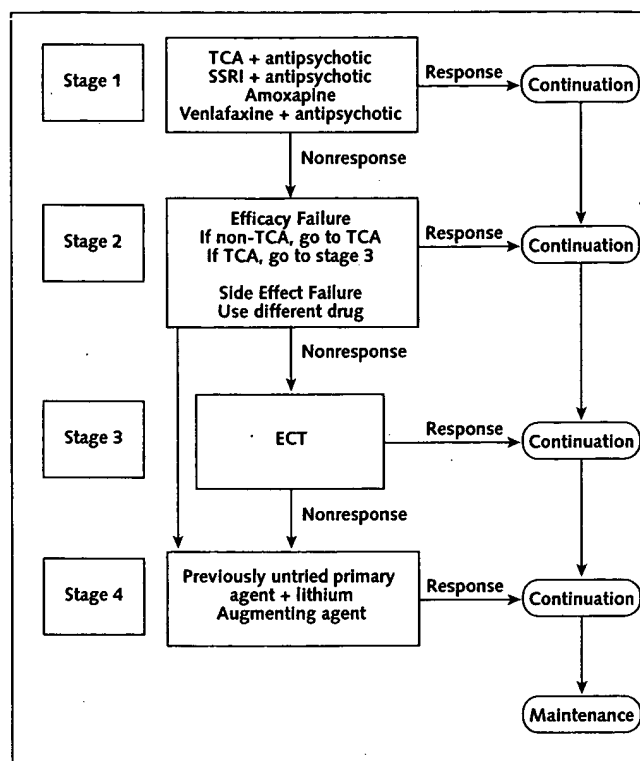 Stage 1
TCA + antipsychotic
SSRI + antipsychotic
Amoxapine
Venlafaxine + antipsychotic
Response
Continuation
Nonresponse
Stage 2
Efficacy Failure
If non-TCA, go to TCA
If TCA, go to stage 3
Side Effect Failure
Use different drug
Response
Continuation
Nonresponse
Stage 3
ECT
Response
Continuation
Nonresponse
Stage 4
Previously untried primary
agent + lithium
Augmenting agent
Response
Continuation
Maintenance